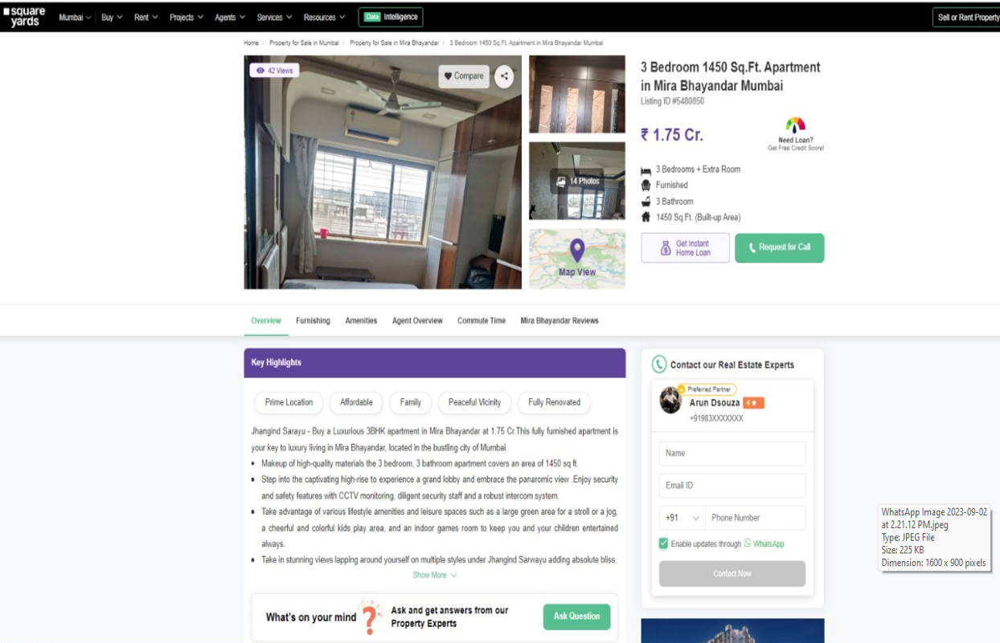 square
yards
Mumbai
Buy
Rent
Projects
Agents
Services
Resources
Data Intelligence
Sell or Rent Property
Home
Property for Sale in Mumbai
Property for Sale in Mira Bhayandar
3 Bedroom 1450 Sq.Ft. Apartment in Mira Bhayandar Mumbai
42 Views
Compare
14 Photos
Map View
3 Bedroom 1450 Sq.Ft. Apartment
in Mira Bhayandar Mumbai
Listing ID #5480850
₹ 1.75 Cr.
Need Loan?
Get Free Credit Score!
3 Bedrooms + Extra Room
Furnished
3 Bathroom
1450 Sq.Ft. (Built-up Area)
Get Instant
Home Loan
Request for Call
Overview
Furnishing
Amenities
Agent Overview
Commute Time
Mira Bhayandar Reviews
Key Highlights
Prime Location
Affordable
Family
Peaceful Vicinity
Fully Renovated
Jhangind Sarayu - Buy a Luxurious 3BHK apartment in Mira Bhayandar at 1.75 Cr.This fully furnished apartment is
your key to luxury living in Mira Bhayandar, located in the bustling city of Mumbai.
• Makeup of high-quality materials the 3 bedroom, 3 bathroom apartment covers an area of 1450 sq ft.
• Step into the captivating high-rise to experience a grand lobby and embrace the panaromic view .Enjoy security
and safety features with CCTV monitoring, diligent security staff and a robust intercom system.
• Take advantage of various lifestyle amenities and leisure spaces such as a large green area for a stroll or a jog,
a cheerful and colorful kids play area, and an indoor games room to keep you and your children entertained
always.
• Take in stunning views lapping around yourself on multiple styles under Jhangind Sarwayu adding absolute bliss.
Show More
What's on your mind
?
Ask and get answers from our
Property Experts
Ask Question
Contact our Real Estate Experts
Preferred Partner
Arun Dsouza 4★
+91983XXXXXXX
Name
Email ID
+91
Phone Number
Enable updates through WhatsApp
Contact Now
WhatsApp Image 2023-09-02
at 2.21.12 PM.jpeg
Type: JPEG File
Size: 225 KB
Dimension: 1600 x 900 pixels